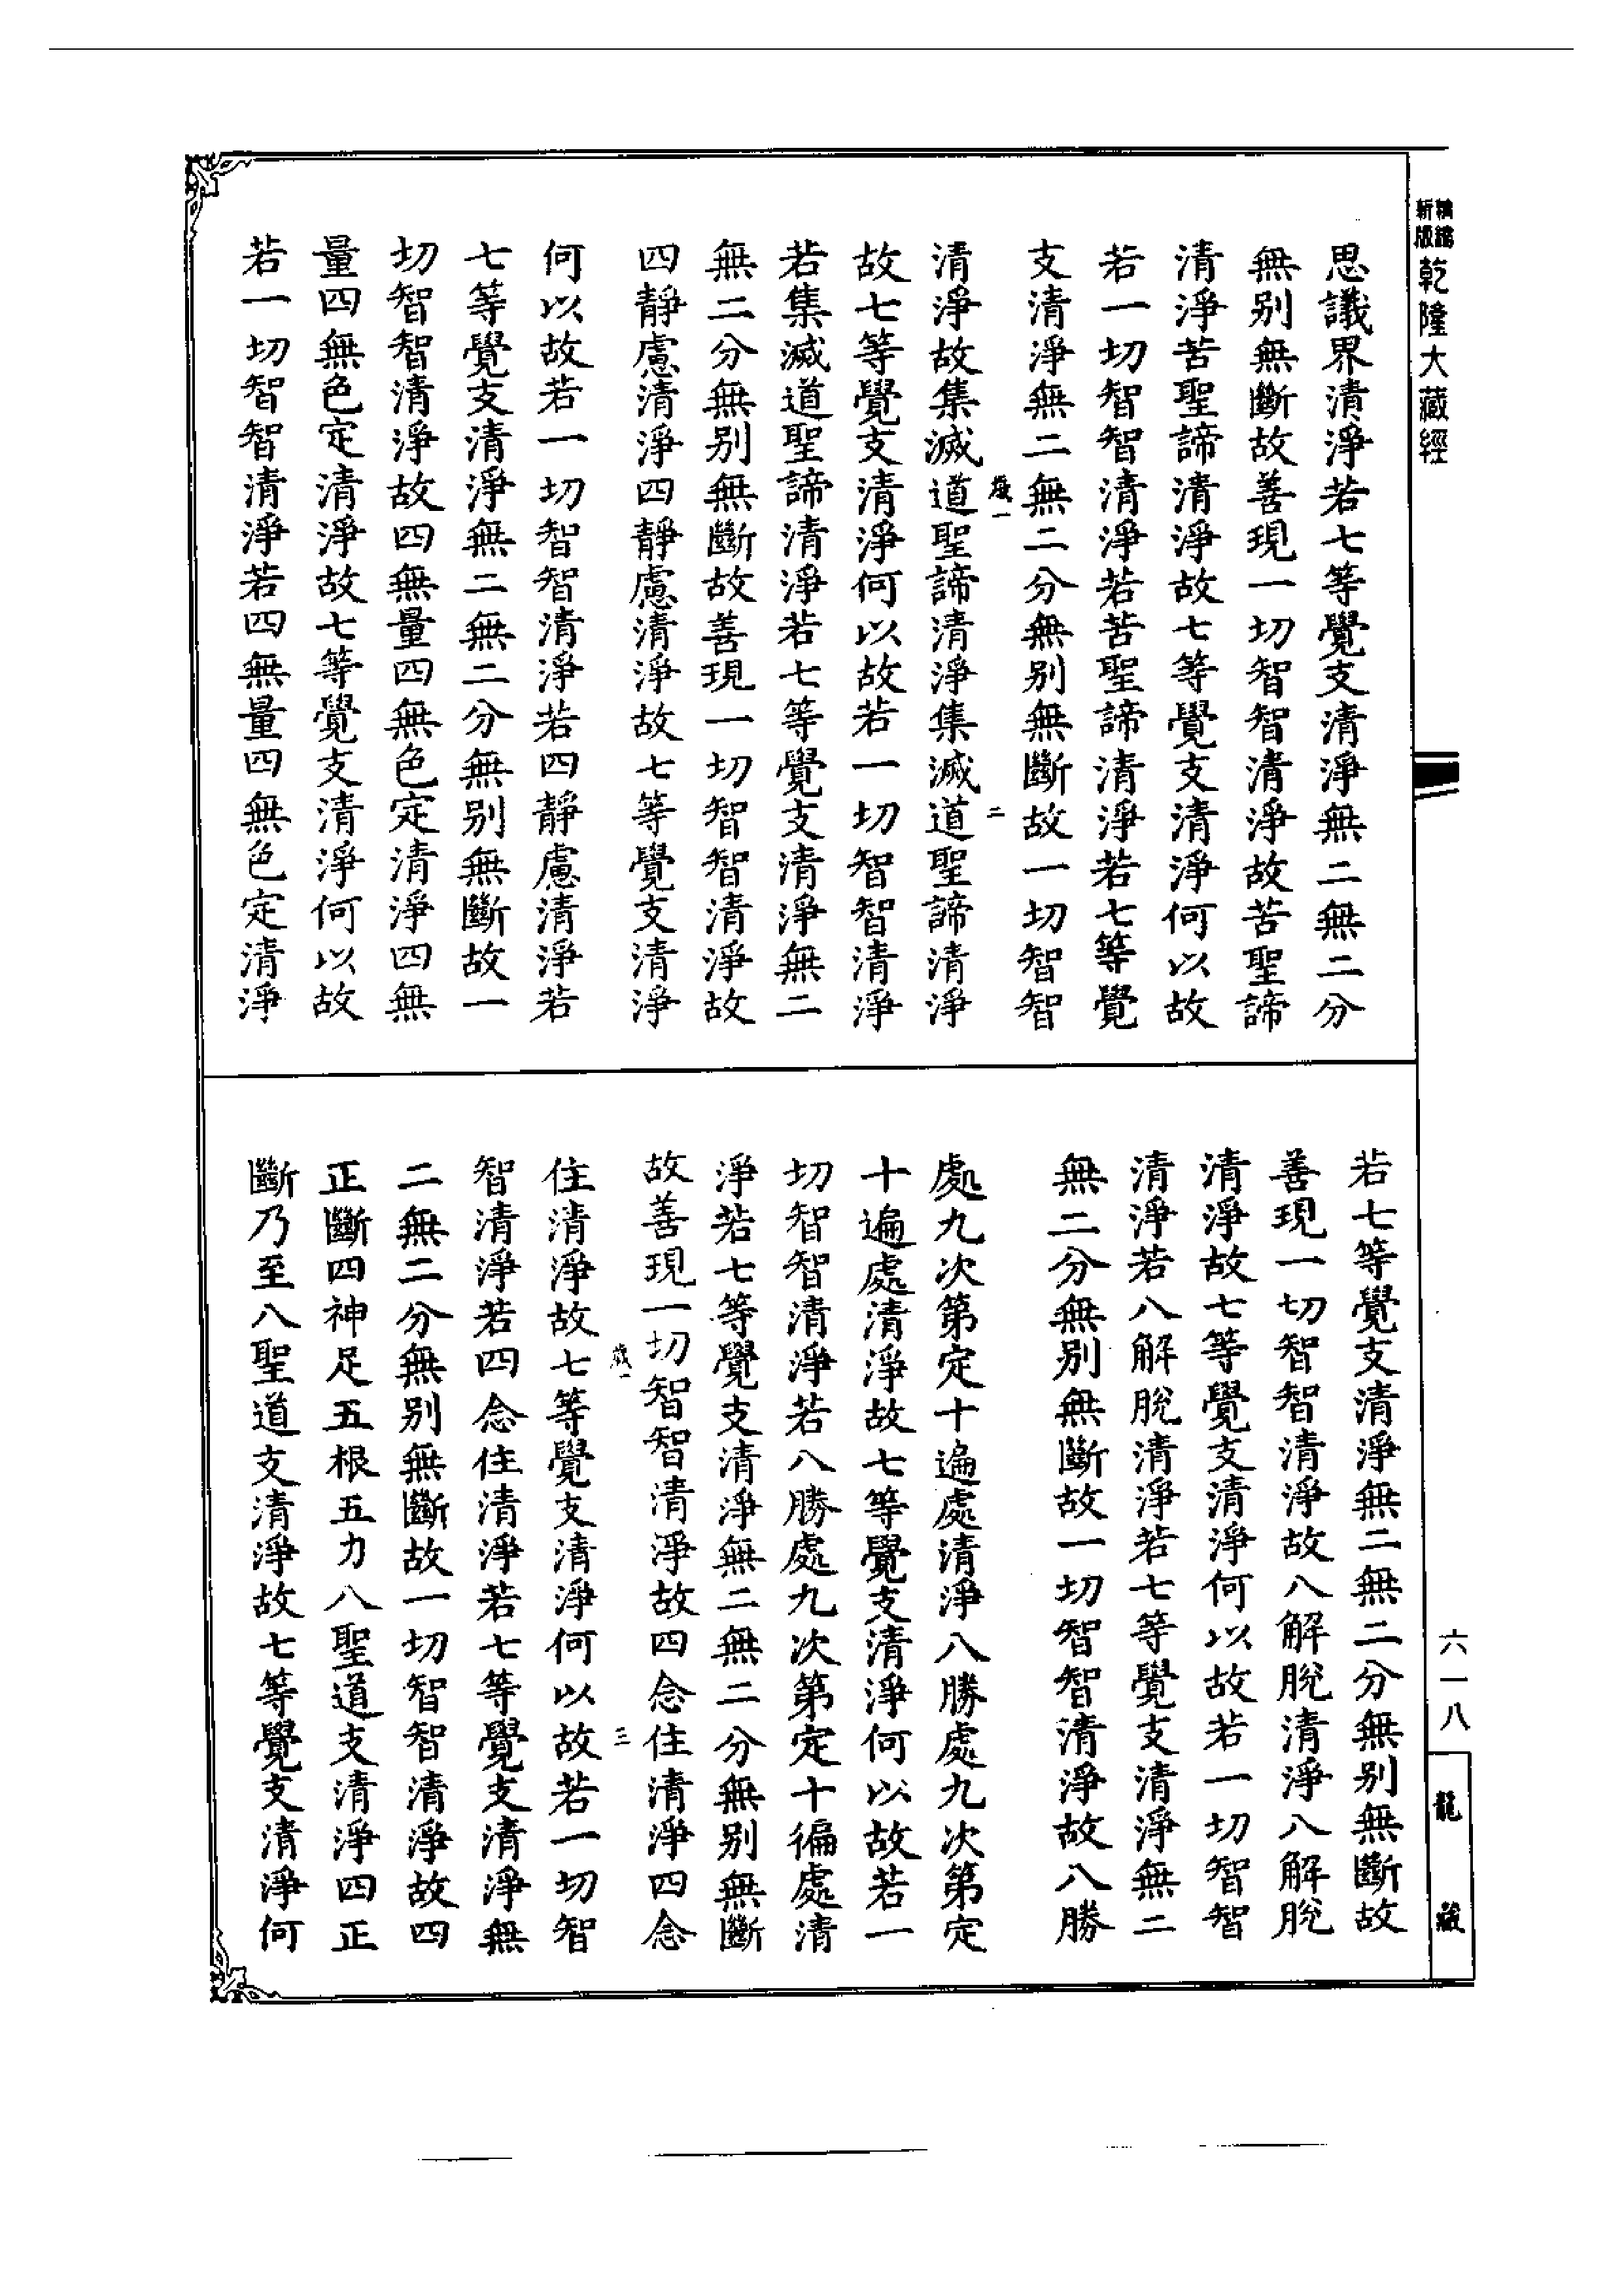 乾隆大藏經
思議界清淨若七等覺支清淨無二無二分
無别無斷故善現一切智智清淨故苦聖諦
清淨苦聖諦清淨故七等覺支清淨何以故
若一切智智清淨若苦聖諦清淨若七等覺
支清淨無二無二分無别無斷故一切智智
清淨故集滅道聖諦清淨集滅道聖諦清淨
故七等覺支清淨何以故若一切智智清淨
若集滅道聖諦清淨若七等覺支清淨無二
無二分無别無斷故善現一切智智清淨故
四靜慮清淨四靜慮清淨故七等覺支清淨
何以故若一切智智清淨若四靜慮清淨若
七等覺支清淨無二無二分無别無斷故一
切智智清淨故四無量四無色定清淨四無
量四無色定清淨故七等覺支清淨何以故
若一切智智清淨若四無量四無色定清淨
二
若七等覺支清淨無二無二分無别無斷故
善現一切智智清淨故八解脫清淨八解脫
清淨故七等覺支清淨何以故若一切智智
清淨若八解脫清淨若七等覺支清淨無二
無二分無别無斷故一切智智清淨故八勝
處九次第定十遍處清淨八勝處九次第定
十遍處清淨故七等覺支清淨何以故若一
切智智清淨若八勝處九次第定十徧處清
淨若七等覺支清淨無二無二分無别無斷
故善現一切智智清淨故四念住清淨四念
住清淨故七等覺支清淨何以故若一切智
智清淨若四念住清淨若七等覺支清淨無
二無二分無别無斷故一切智智清淨故四
正斷四神足五根五力八聖道支清淨四正
斷乃至八聖道支清淨故七等覺支清淨何
三
六一八
龍藏